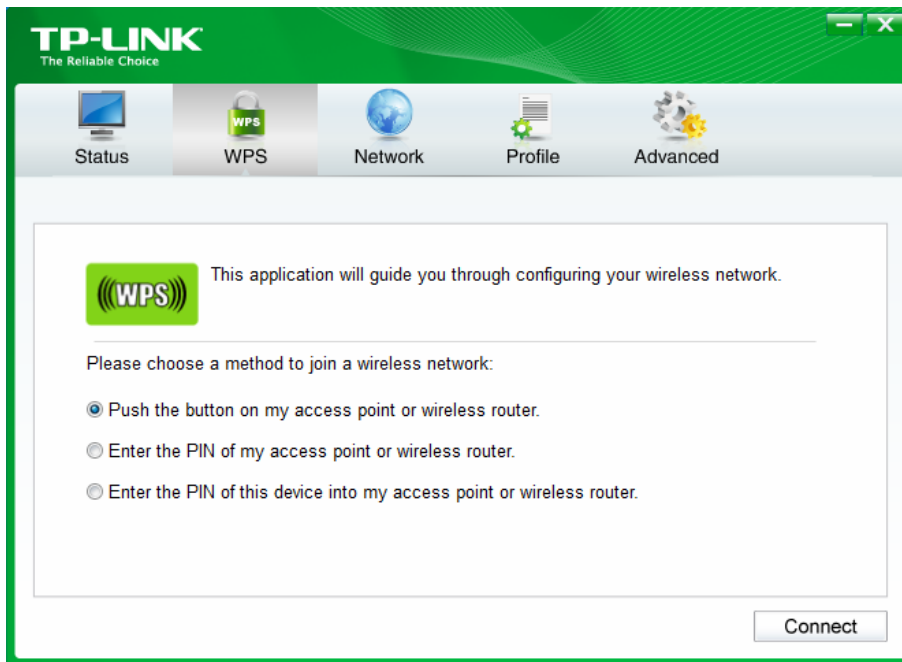 TP-LINK
The Reliable Choice
Status
WPS
WPS
Network
Profile
Advanced
(((WPS)))
This application will guide you through configuring your wireless network.
Please choose a method to join a wireless network:
Push the button on my access point or wireless router.
Enter the PIN of my access point or wireless router.
Enter the PIN of this device into my access point or wireless router.
Connect